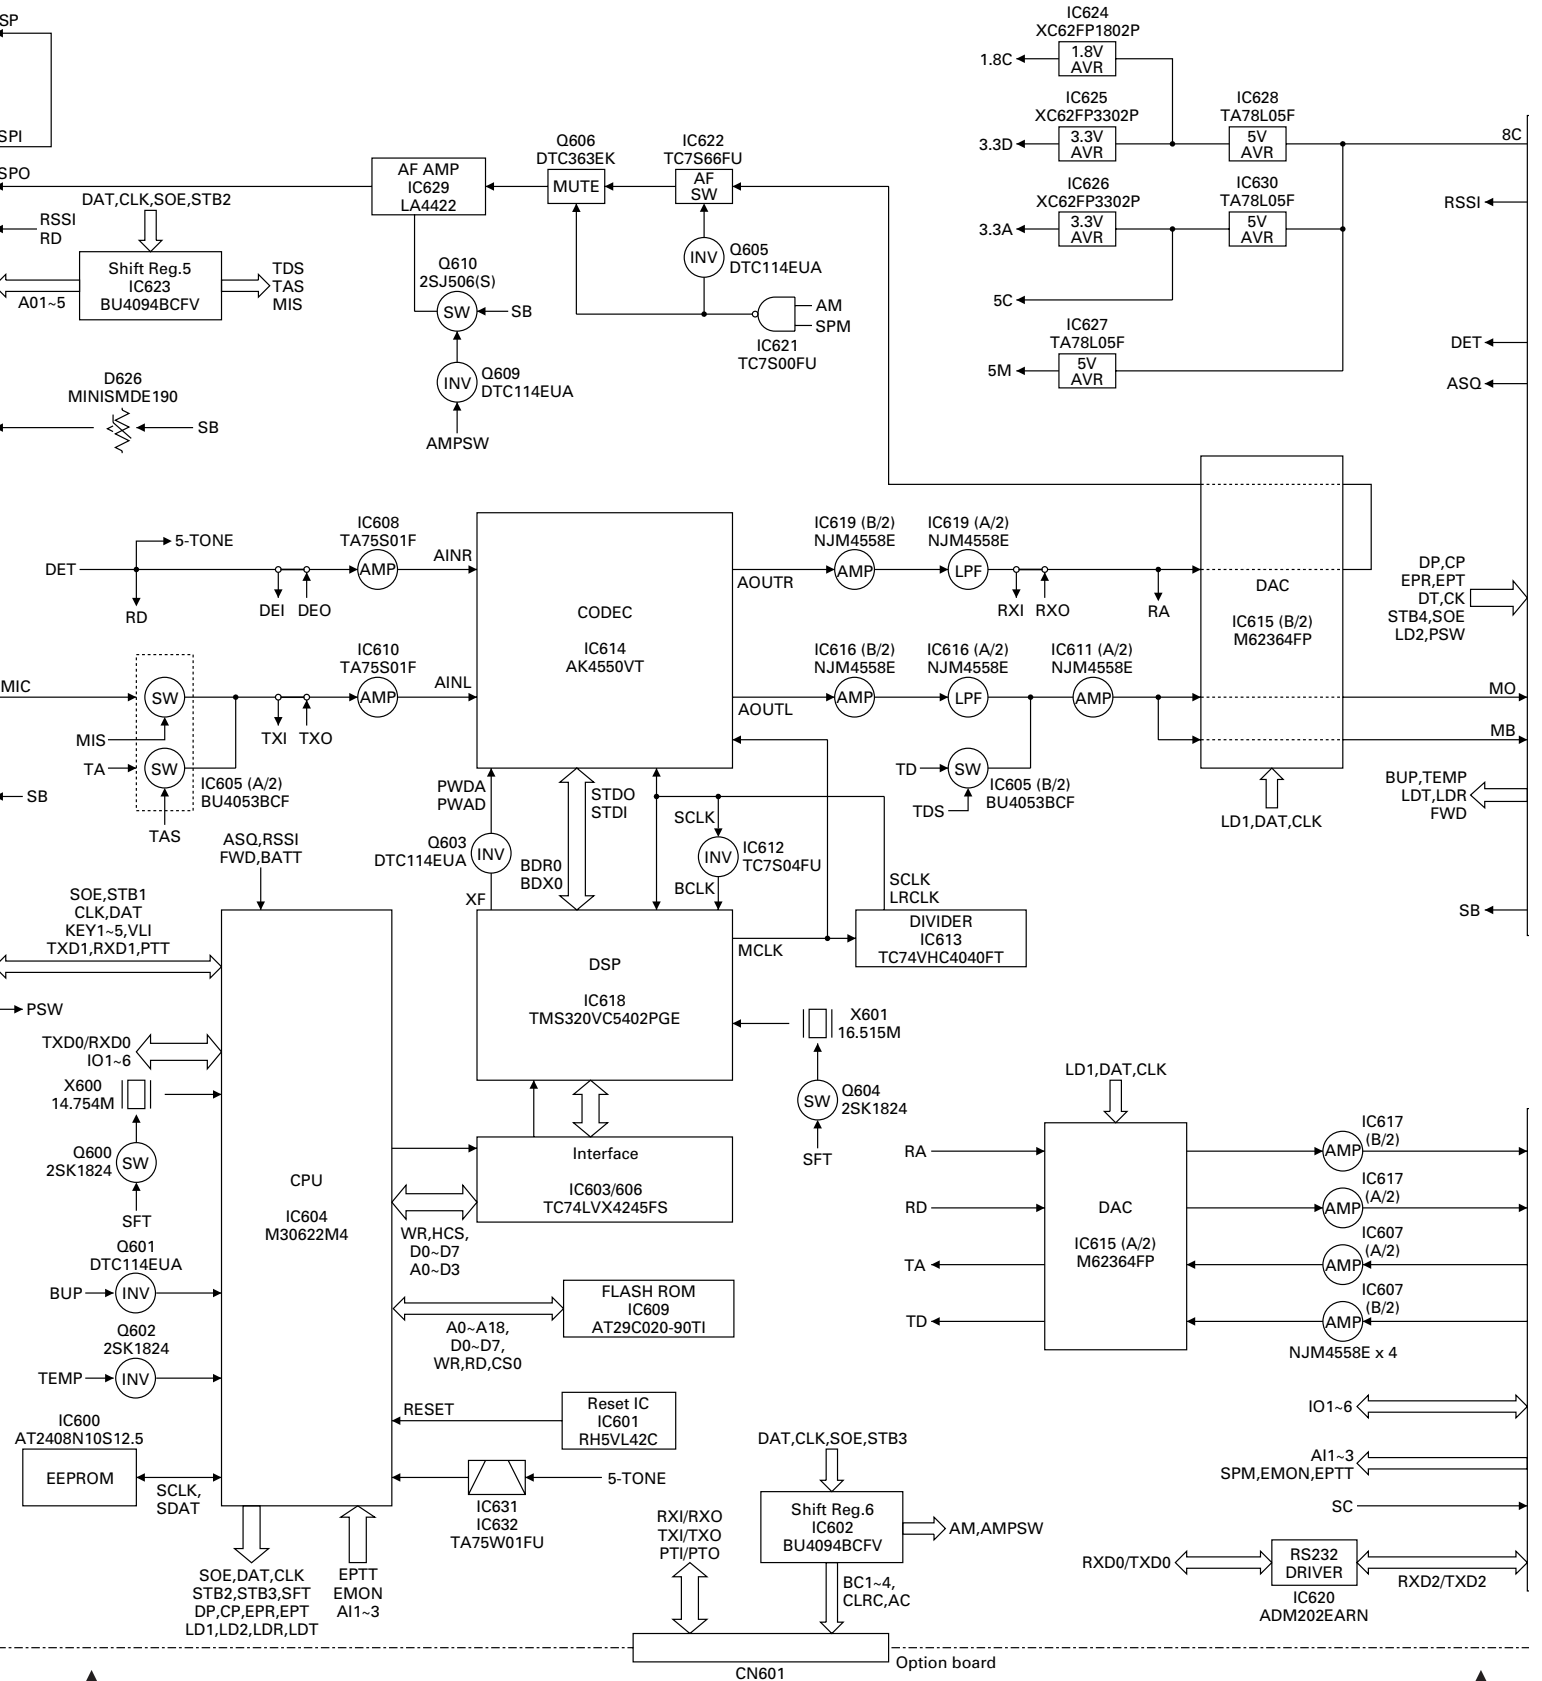 SP
SPI
SPO
DAT,CLK,SOE,STB2
RSSI
RD
Shift Reg.5
IC623
BU4094BCFV
A01~5
TDS
TAS
MIS
D626
MINISMDE190
SB
AF AMP
IC629
LA4422
Q610
2SJ506(S)
SW
SB
INV
Q609
DTC114EUA
AMPSW
Q606
DTC363EK
MUTE
IC622
TC7S66FU
AF
SW
INV
Q605
DTC114EUA
AM
SPM
IC621
TC7S00FU
IC624
XC62FP1802P
1.8C
1.8V
AVR
IC625
XC62FP3302P
3.3D
3.3V
AVR
IC628
TA78L05F
5V
AVR
8C
IC626
XC62FP3302P
3.3A
3.3V
AVR
IC630
TA78L05F
5V
AVR
RSSI
5C
IC627
TA78L05F
5M
5V
AVR
DET
ASQ
DET
5-TONE
RD
DEI
DEO
IC608
TA75S01F
AMP
AINR
CODEC
IC614
AK4550VT
AOUTR
IC619 (B/2)
NJM4558E
AMP
IC619 (A/2)
NJM4558E
LPF
RXI
RXO
RA
DAC
IC615 (B/2)
M62364FP
DP,CP
EPR,EPT
DT,CK
STB4,SOE
LD2,PSW
MIC
SW
MIS
TA
SW
TAS
IC605 (A/2)
BU4053BCF
TXI
TXO
IC610
TA75S01F
AMP
AINL
AOUTL
IC616 (B/2)
NJM4558E
AMP
IC616 (A/2)
NJM4558E
LPF
IC611 (A/2)
NJM4558E
AMP
MO
MB
TD
SW
TDS
IC605 (B/2)
BU4053BCF
LD1,DAT,CLK
BUP,TEMP
LDT,LDR
FWD
SB
SB
ASQ,RSSI
FWD,BATT
PWDA
PWAD
Q603
DTC114EUA
INV
XF
STDO
STDI
BDR0
BDX0
SCLK
INV
IC612
TC7S04FU
BCLK
SCLK
LRCLK
DIVIDER
IC613
TC74VHC4040FT
MCLK
DSP
IC618
TMS320VC5402PGE
X601
16.515M
SW
Q604
2SK1824
SFT
SOE,STB1
CLK,DAT
KEY1~5,VLI
TXD1,RXD1,PTT
PSW
TXD0/RXD0
IO1~6
X600
14.754M
Q600
2SK1824
SW
SFT
Q601
DTC114EUA
BUP
INV
Q602
2SK1824
TEMP
INV
IC600
AT2408N10S12.5
EEPROM
SCLK,
SDAT
CPU
IC604
M30622M4
Interface
IC603/606
TC74LVX4245FS
WR,HCS,
D0~D7
A0~D3
FLASH ROM
IC609
AT29C020-90TI
A0~A18,
D0~D7,
WR,RD,CS0
RESET
Reset IC
IC601
RH5VL42C
5-TONE
IC631
IC632
TA75W01FU
SOE,DAT,CLK
STB2,STB3,SFT
DP,CP,EPR,EPT
LD1,LD2,LDR,LDT
EPTT
EMON
AI1~3
RXI/RXO
TXI/TXO
PTI/PTO
DAT,CLK,SOE,STB3
Shift Reg.6
IC602
BU4094BCFV
AM,AMPSW
BC1~4,
CLRC,AC
CN601
Option board
LD1,DAT,CLK
RA
RD
TA
TD
DAC
IC615 (A/2)
M62364FP
IC617
(B/2)
AMP
IC617
(A/2)
AMP
IC607
(A/2)
AMP
IC607
(B/2)
AMP
NJM4558E x 4
IO1~6
AI1~3
SPM,EMON,EPTT
SC
RXD0/TXD0
RS232
DRIVER
RXD2/TXD2
IC620
ADM202EARN